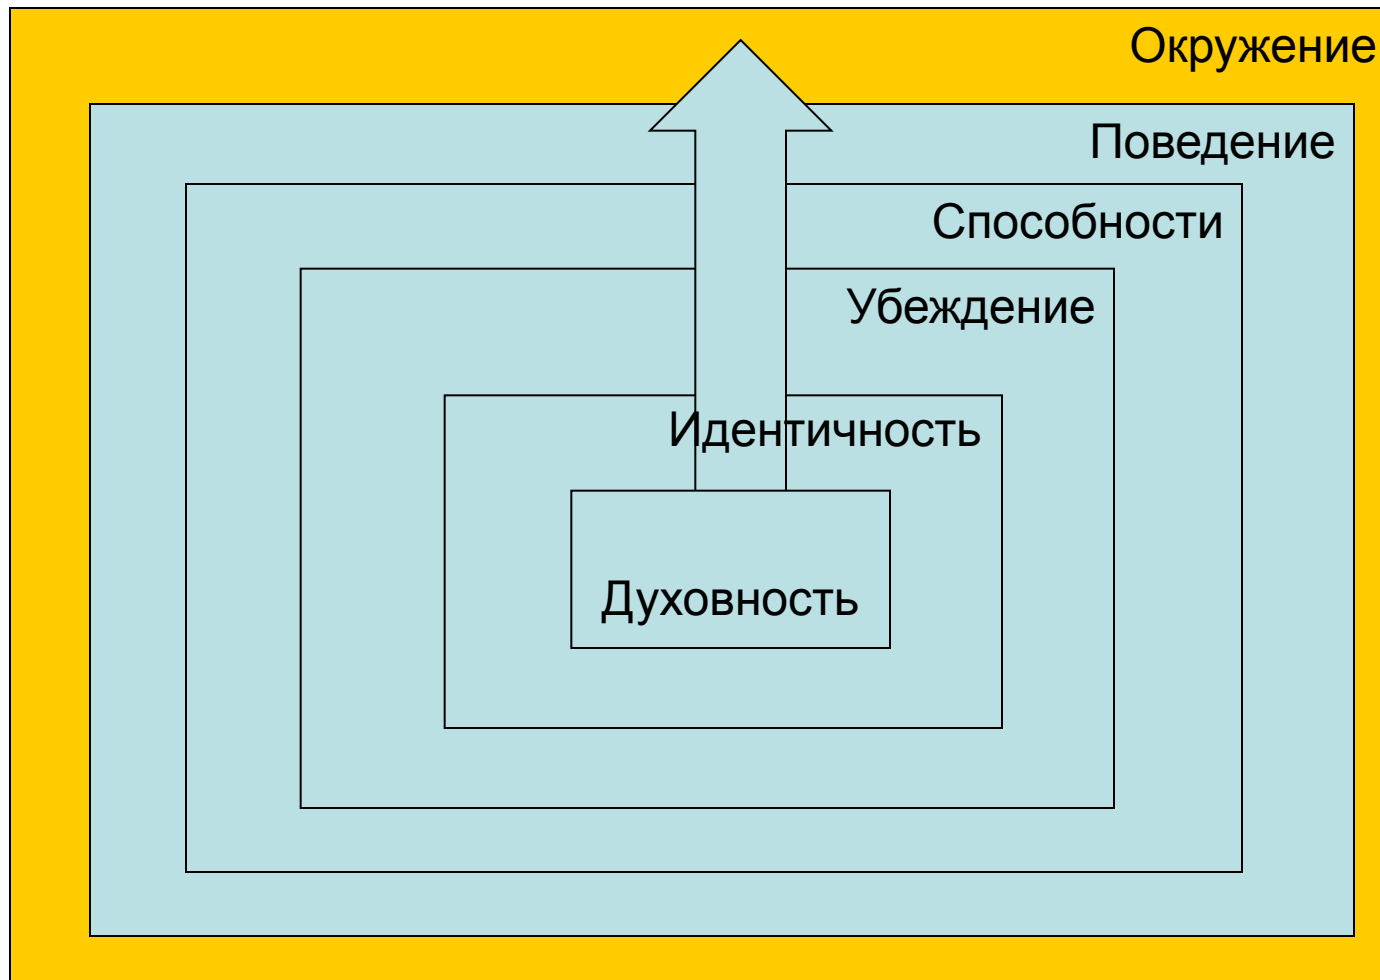 Окружение
Поведение
Способности
Убеждение
Идентичность
Духовность